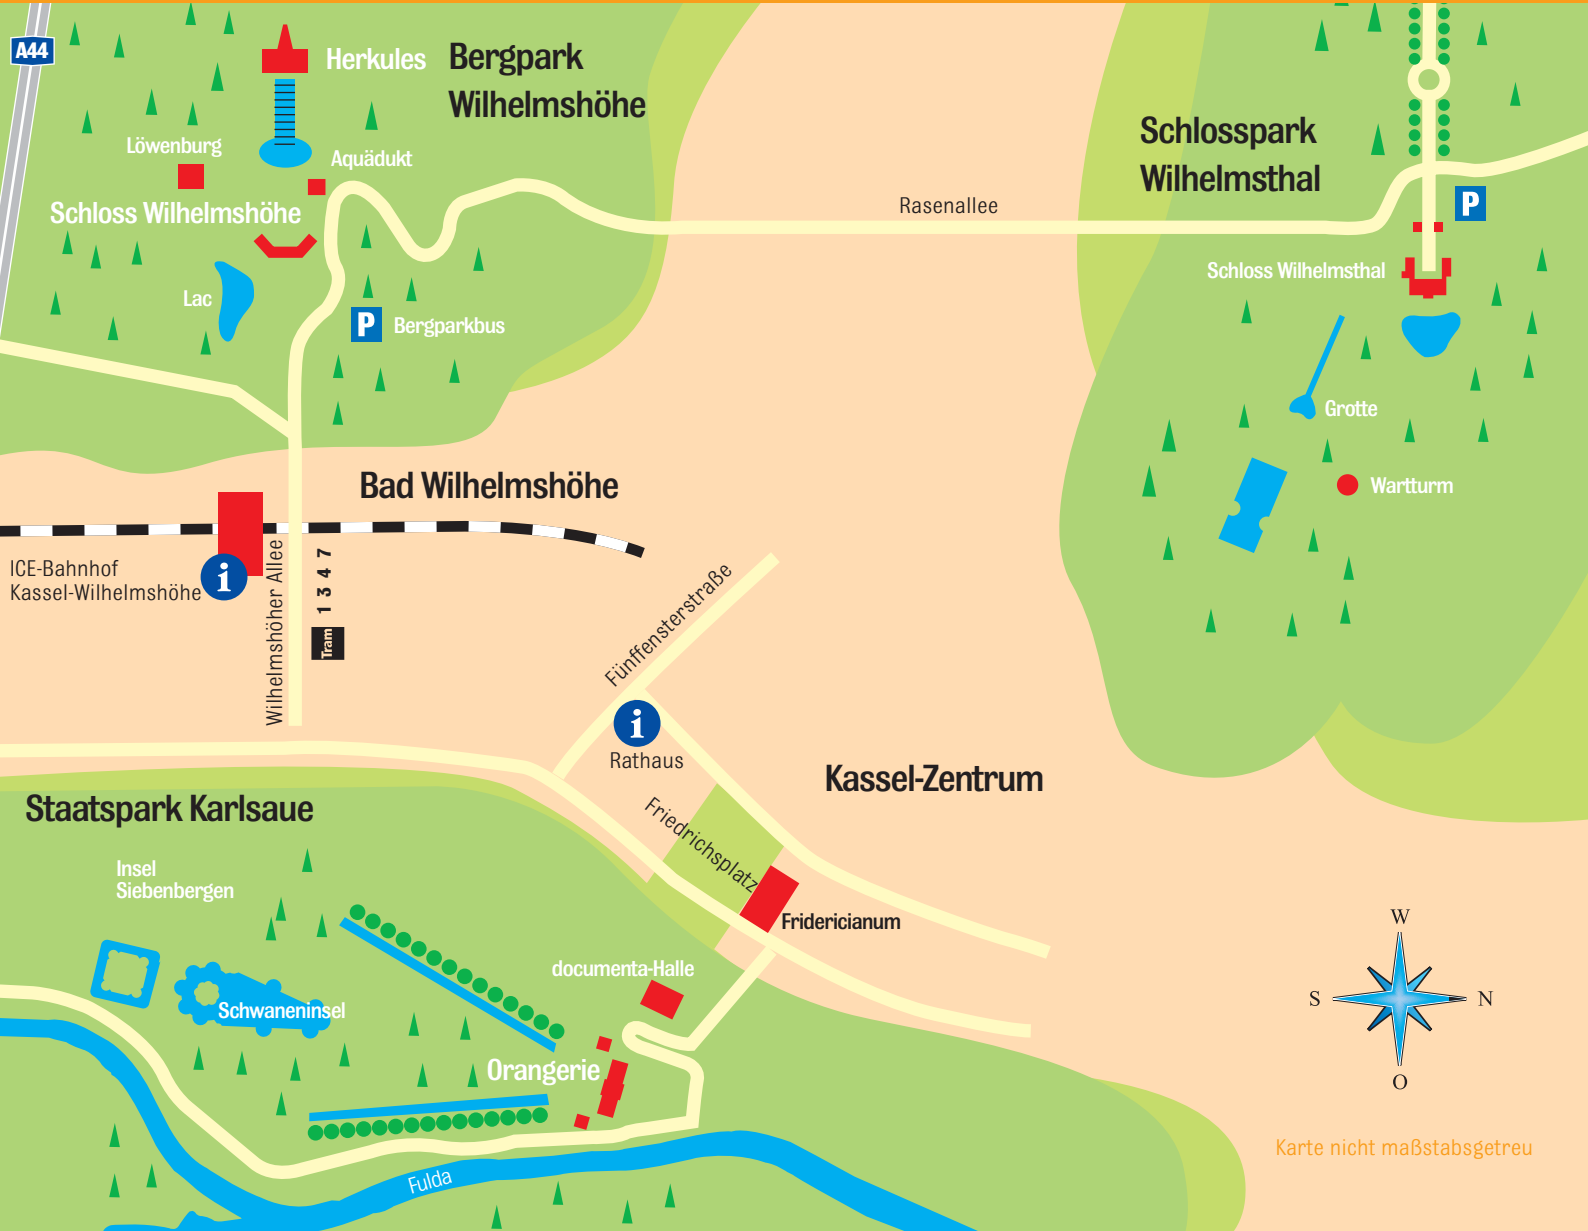 A44
Herkules
Bergpark
Wilhelmshöhe
Löwenburg
Aquädukt
Schloss Wilhelmshöhe
Lac
P
Bergparkbus
Rasenallee
Schlosspark
Wilhelmsthal
P
Schloss Wilhelmsthal
Grotte
Wartturm
Bad Wilhelmshöhe
ICE-Bahnhof
Kassel-Wilhelmshöhe
i
Wilhelmshöher Allee
Tram 1 3 4 7
Fünffensterstraße
i
Rathaus
Kassel-Zentrum
Friedrichsplatz
Fridericianum
Staatspark Karlsaue
Insel
Siebenbergen
Schwaneninsel
documenta-Halle
Orangerie
Fulda
W
S
N
O
Karte nicht maßstabsgetreu